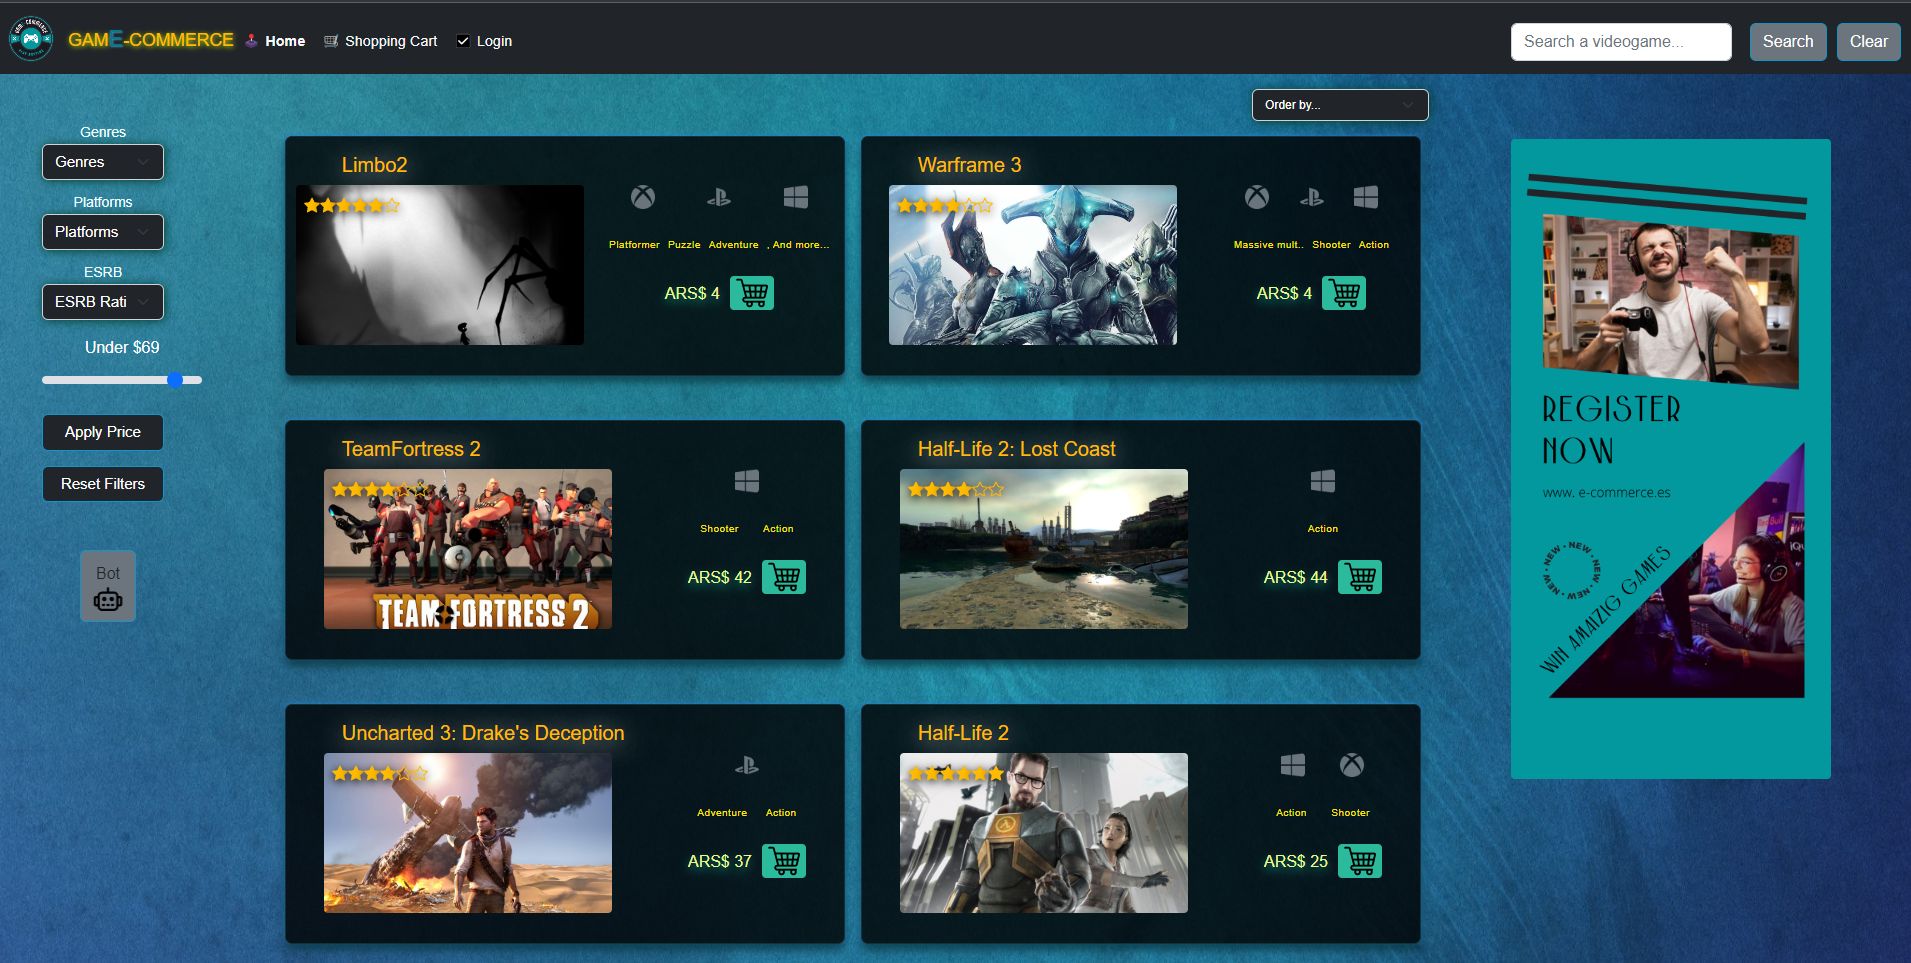 GAME-COMMERCE
Home
Shopping Cart
Login
Search a videogame...
Search
Clear
Order by...
Genres
Genres
Platforms
Platforms
ESRB
ESRB Rati
Under $69
Apply Price
Reset Filters
Bot
Limbo2
Platformer Puzzle Adventure , And more...
ARS$ 4
Warframe 3
Massive mult.. Shooter Action
ARS$ 4
TeamFortress 2
TEAM FORTRESS 2
Shooter Action
ARS$ 42
Half-Life 2: Lost Coast
Action
ARS$ 44
Uncharted 3: Drake's Deception
Adventure Action
ARS$ 37
Half-Life 2
Action Shooter
ARS$ 25
REGISTER
NOW
www. e-commerce.es
NEW · NEW · NEW · NEW · NEW ·
WIN AMAIZIG GAMES